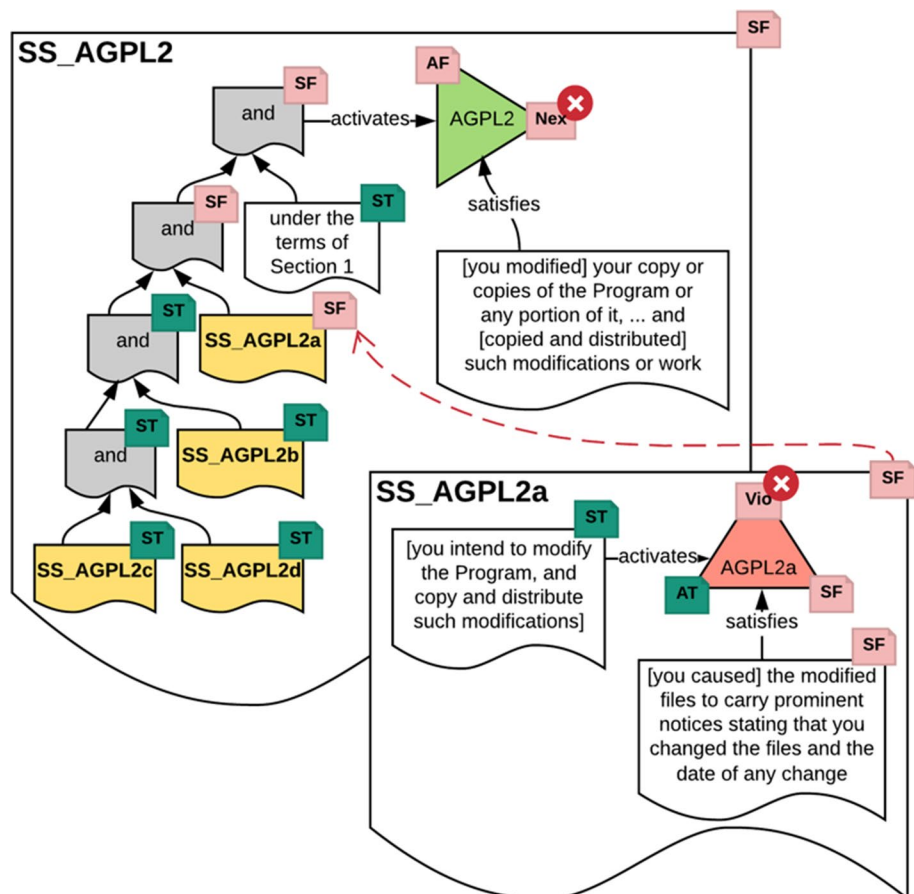 SF
SS_AGPL2
AF
SF
and
activates
AGPL2
Nex
satisfies
SF
ST
and
under the
terms of
Section 1
[you modified] your copy or
copies of the Program or
any portion of it, ... and
[copied and distributed]
such modifications or work
ST
SF
and
SS_AGPL2a
ST
ST
and
SS_AGPL2b
ST
ST
SS_AGPL2c
SS_AGPL2d
SF
SS_AGPL2a
Vio
ST
[you intend to modify
the Program, and
copy and distribute
such modifications]
activates
AGPL2a
AT
SF
satisfies
SF
[you caused] the modified
files to carry prominent
notices stating that you
changed the files and the
date of any change